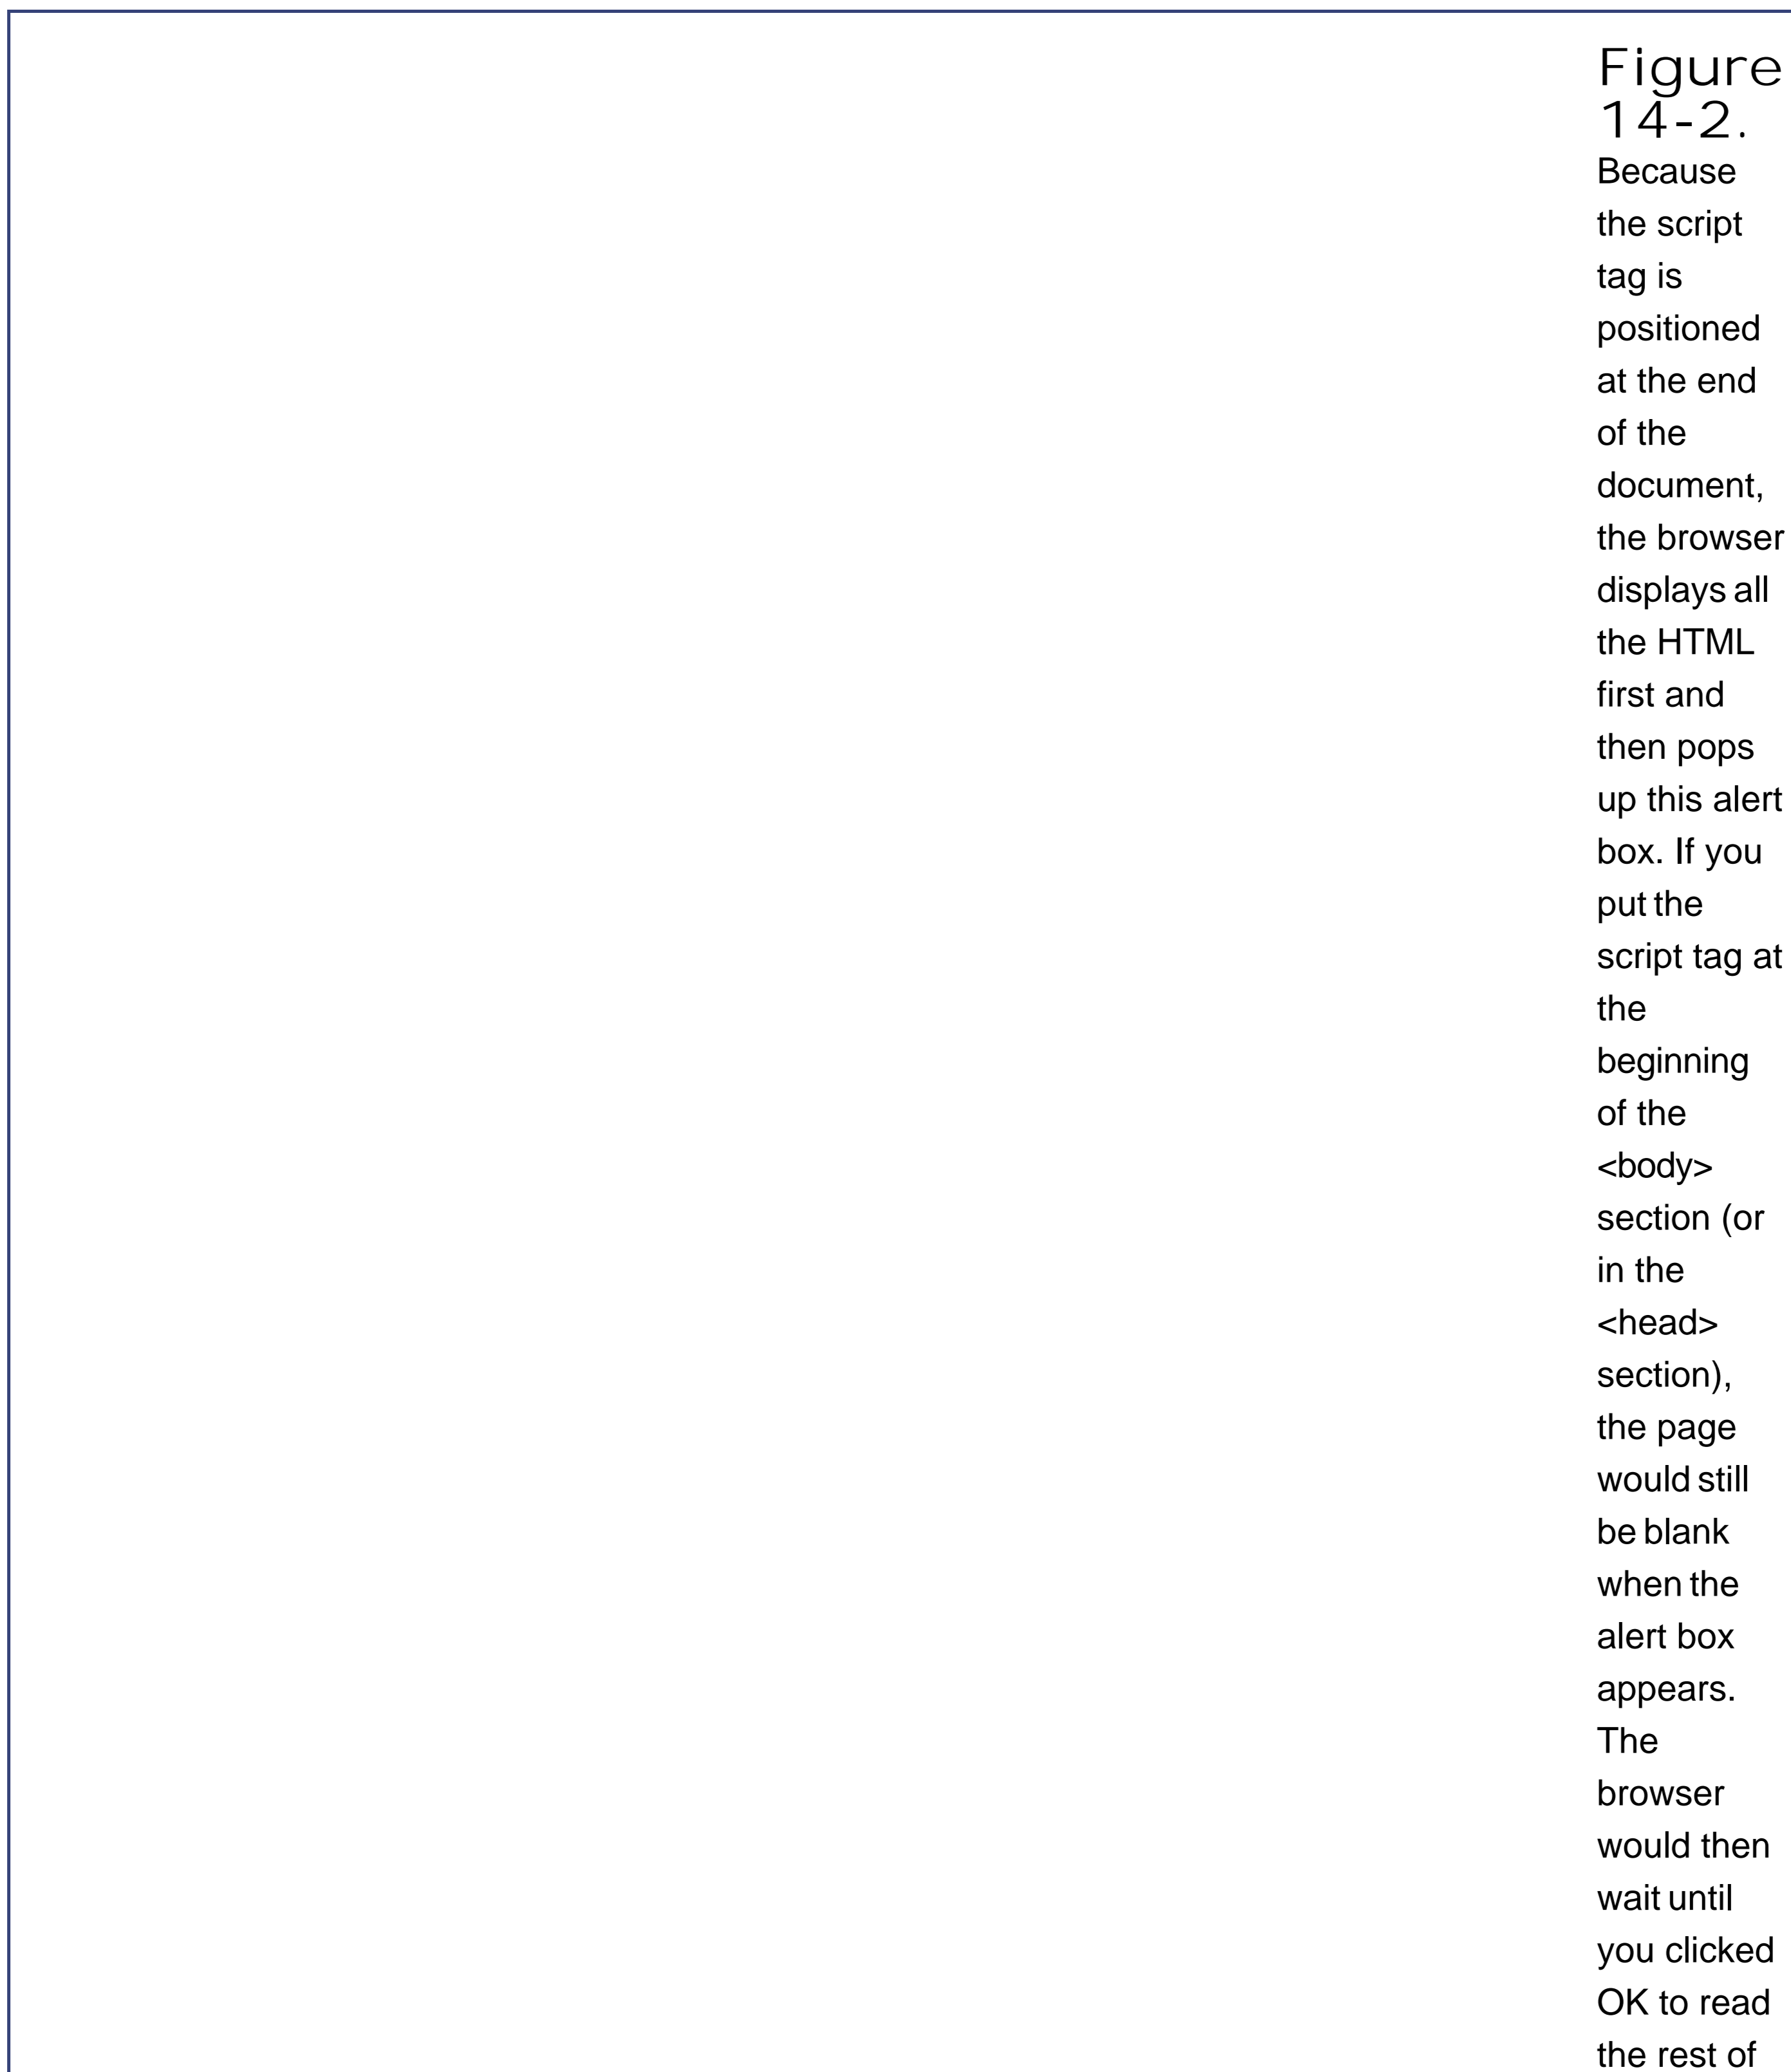 Figure
14-2.
Because
the script
tag is
positioned
at the end
of the
document,
the browser
displays all
the HTML
first and
then pops
up this alert
box. If you
put the
script tag at
the
beginning
of the
<body>
section (or
in the
<head>
section),
the page
would still
be blank
when the
alert box
appears.
The
browser
would then
wait until
you clicked
OK to read
the rest of